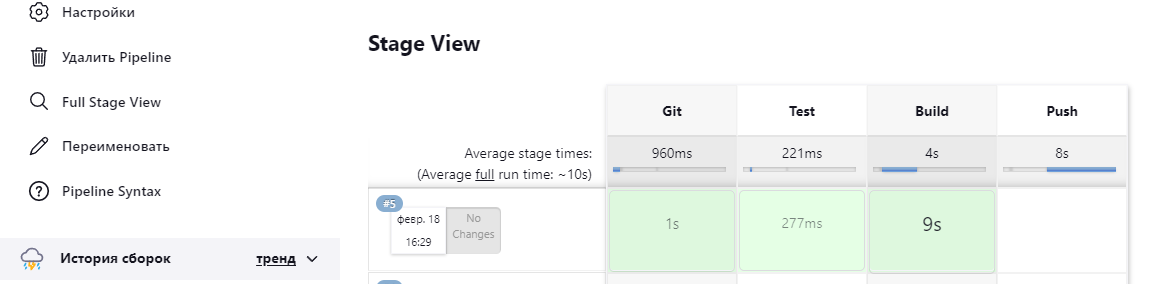 Настройки
Удалить Pipeline
Full Stage View
Переименовать
Pipeline Syntax
История сборок тренд
Stage View
Git Test Build Push
Average stage times: 960ms 221ms 4s 8s
(Average full run time: ~10s)
#5
февр. 18
16:29
No
Changes
1s 277ms 9s